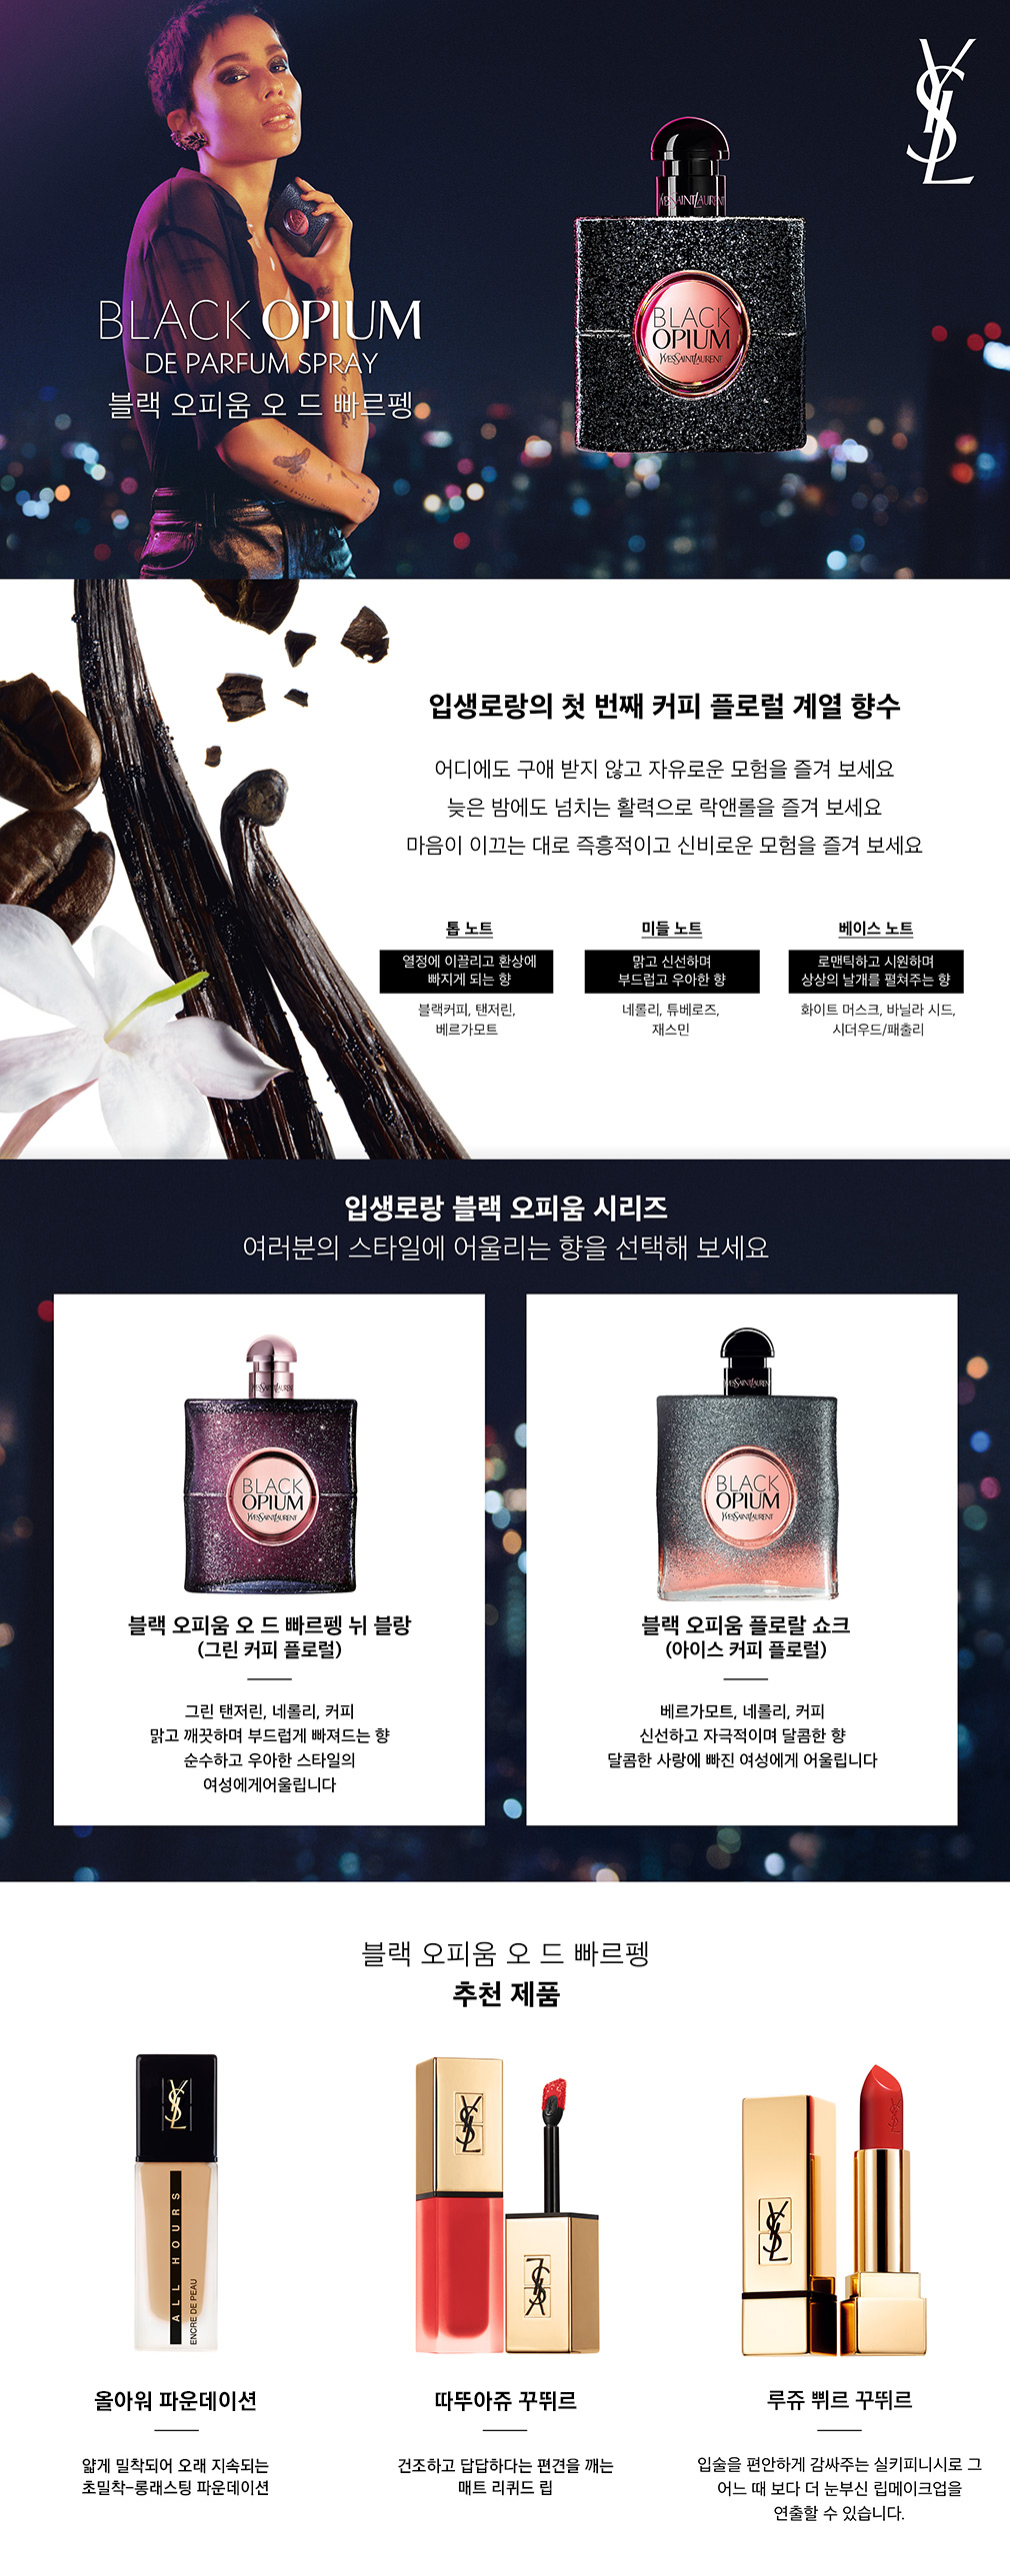 YSL
BLACK OPIUM
DE PARFUM SPRAY
블랙 오피움 오 드 빠르펭
YVESSAINTLAURENT
BLACK
OPIUM
YVESSAINTLAURENT
입생로랑의 첫 번째 커피 플로럴 계열 향수
어디에도 구애 받지 않고 자유로운 모험을 즐겨 보세요
늦은 밤에도 넘치는 활력으로 락앤롤을 즐겨 보세요
마음이 이끄는 대로 즉흥적이고 신비로운 모험을 즐겨 보세요
톱 노트
열정에 이끌리고 환상에
빠지게 되는 향
블랙커피, 탠저린,
베르가모트
미들 노트
맑고 신선하며
부드럽고 우아한 향
네롤리, 튜베로즈,
재스민
베이스 노트
로맨틱하고 시원하며
상상의 날개를 펼쳐주는 향
화이트 머스크, 바닐라 시드,
시더우드/패출리
입생로랑 블랙 오피움 시리즈
여러분의 스타일에 어울리는 향을 선택해 보세요
YVESSAINTLAURENT
BLACK
OPIUM
YVESSAINTLAURENT
블랙 오피움 오 드 빠르펭 뉘 블랑
(그린 커피 플로럴)
그린 탠저린, 네롤리, 커피
맑고 깨끗하며 부드럽게 빠져드는 향
순수하고 우아한 스타일의
여성에게어울립니다
YVESSAINTLAURENT
BLACK
OPIUM
YVESSAINTLAURENT
블랙 오피움 플로랄 쇼크
(아이스 커피 플로럴)
베르가모트, 네롤리, 커피
신선하고 자극적이며 달콤한 향
달콤한 사랑에 빠진 여성에게 어울립니다
블랙 오피움 오 드 빠르펭
추천 제품
YSL
ALL HOURS
ENCRE DE PEAU
올아워 파운데이션
얇게 밀착되어 오래 지속되는
초밀착-롱래스팅 파운데이션
YSL
YSL
따뚜아쥬 꾸뛰르
건조하고 답답하다는 편견을 깨는
매트 리퀴드 립
YSL
루쥬 쀠르 꾸뛰르
입술을 편안하게 감싸주는 실키피니시로 그
어느 때 보다 더 눈부신 립메이크업을
연출할 수 있습니다.